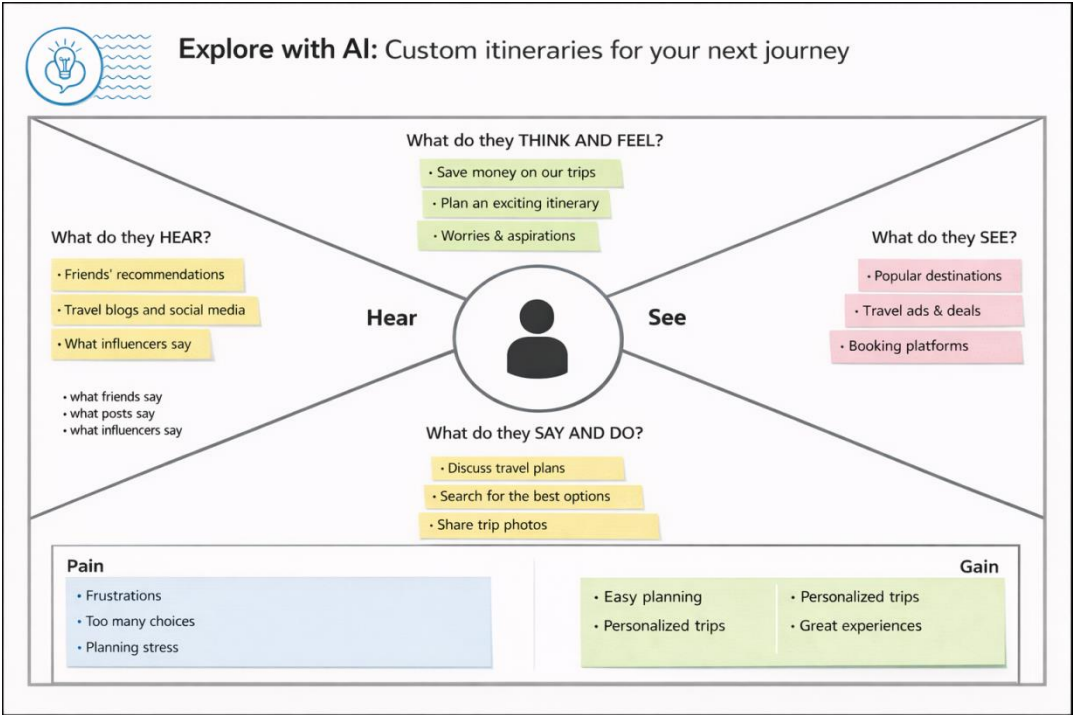 Explore with AI: Custom itineraries for your next journey
What do they THINK AND FEEL?
• Save money on our trips
• Plan an exciting itinerary
• Worries & aspirations
What do they HEAR?
• Friends' recommendations
• Travel blogs and social media
• What influencers say
• what friends say
• what posts say
• what influencers say
Hear
See
What do they SEE?
• Popular destinations
• Travel ads & deals
• Booking platforms
What do they SAY AND DO?
• Discuss travel plans
• Search for the best options
• Share trip photos
Pain
• Frustrations
• Too many choices
• Planning stress
Gain
• Easy planning
• Personalized trips
• Personalized trips
• Great experiences